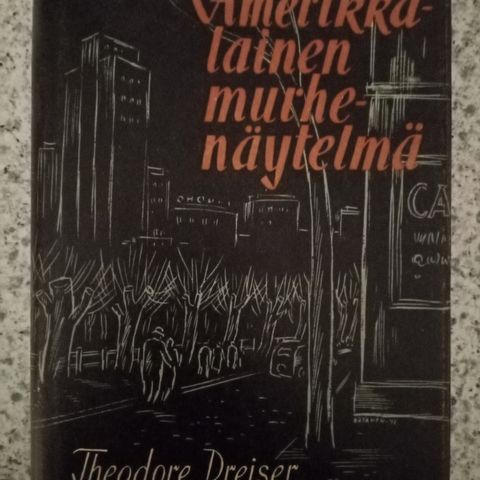 Amerikka-
lainen
murhe-
näytelmä
CA
Theodore Dreiser